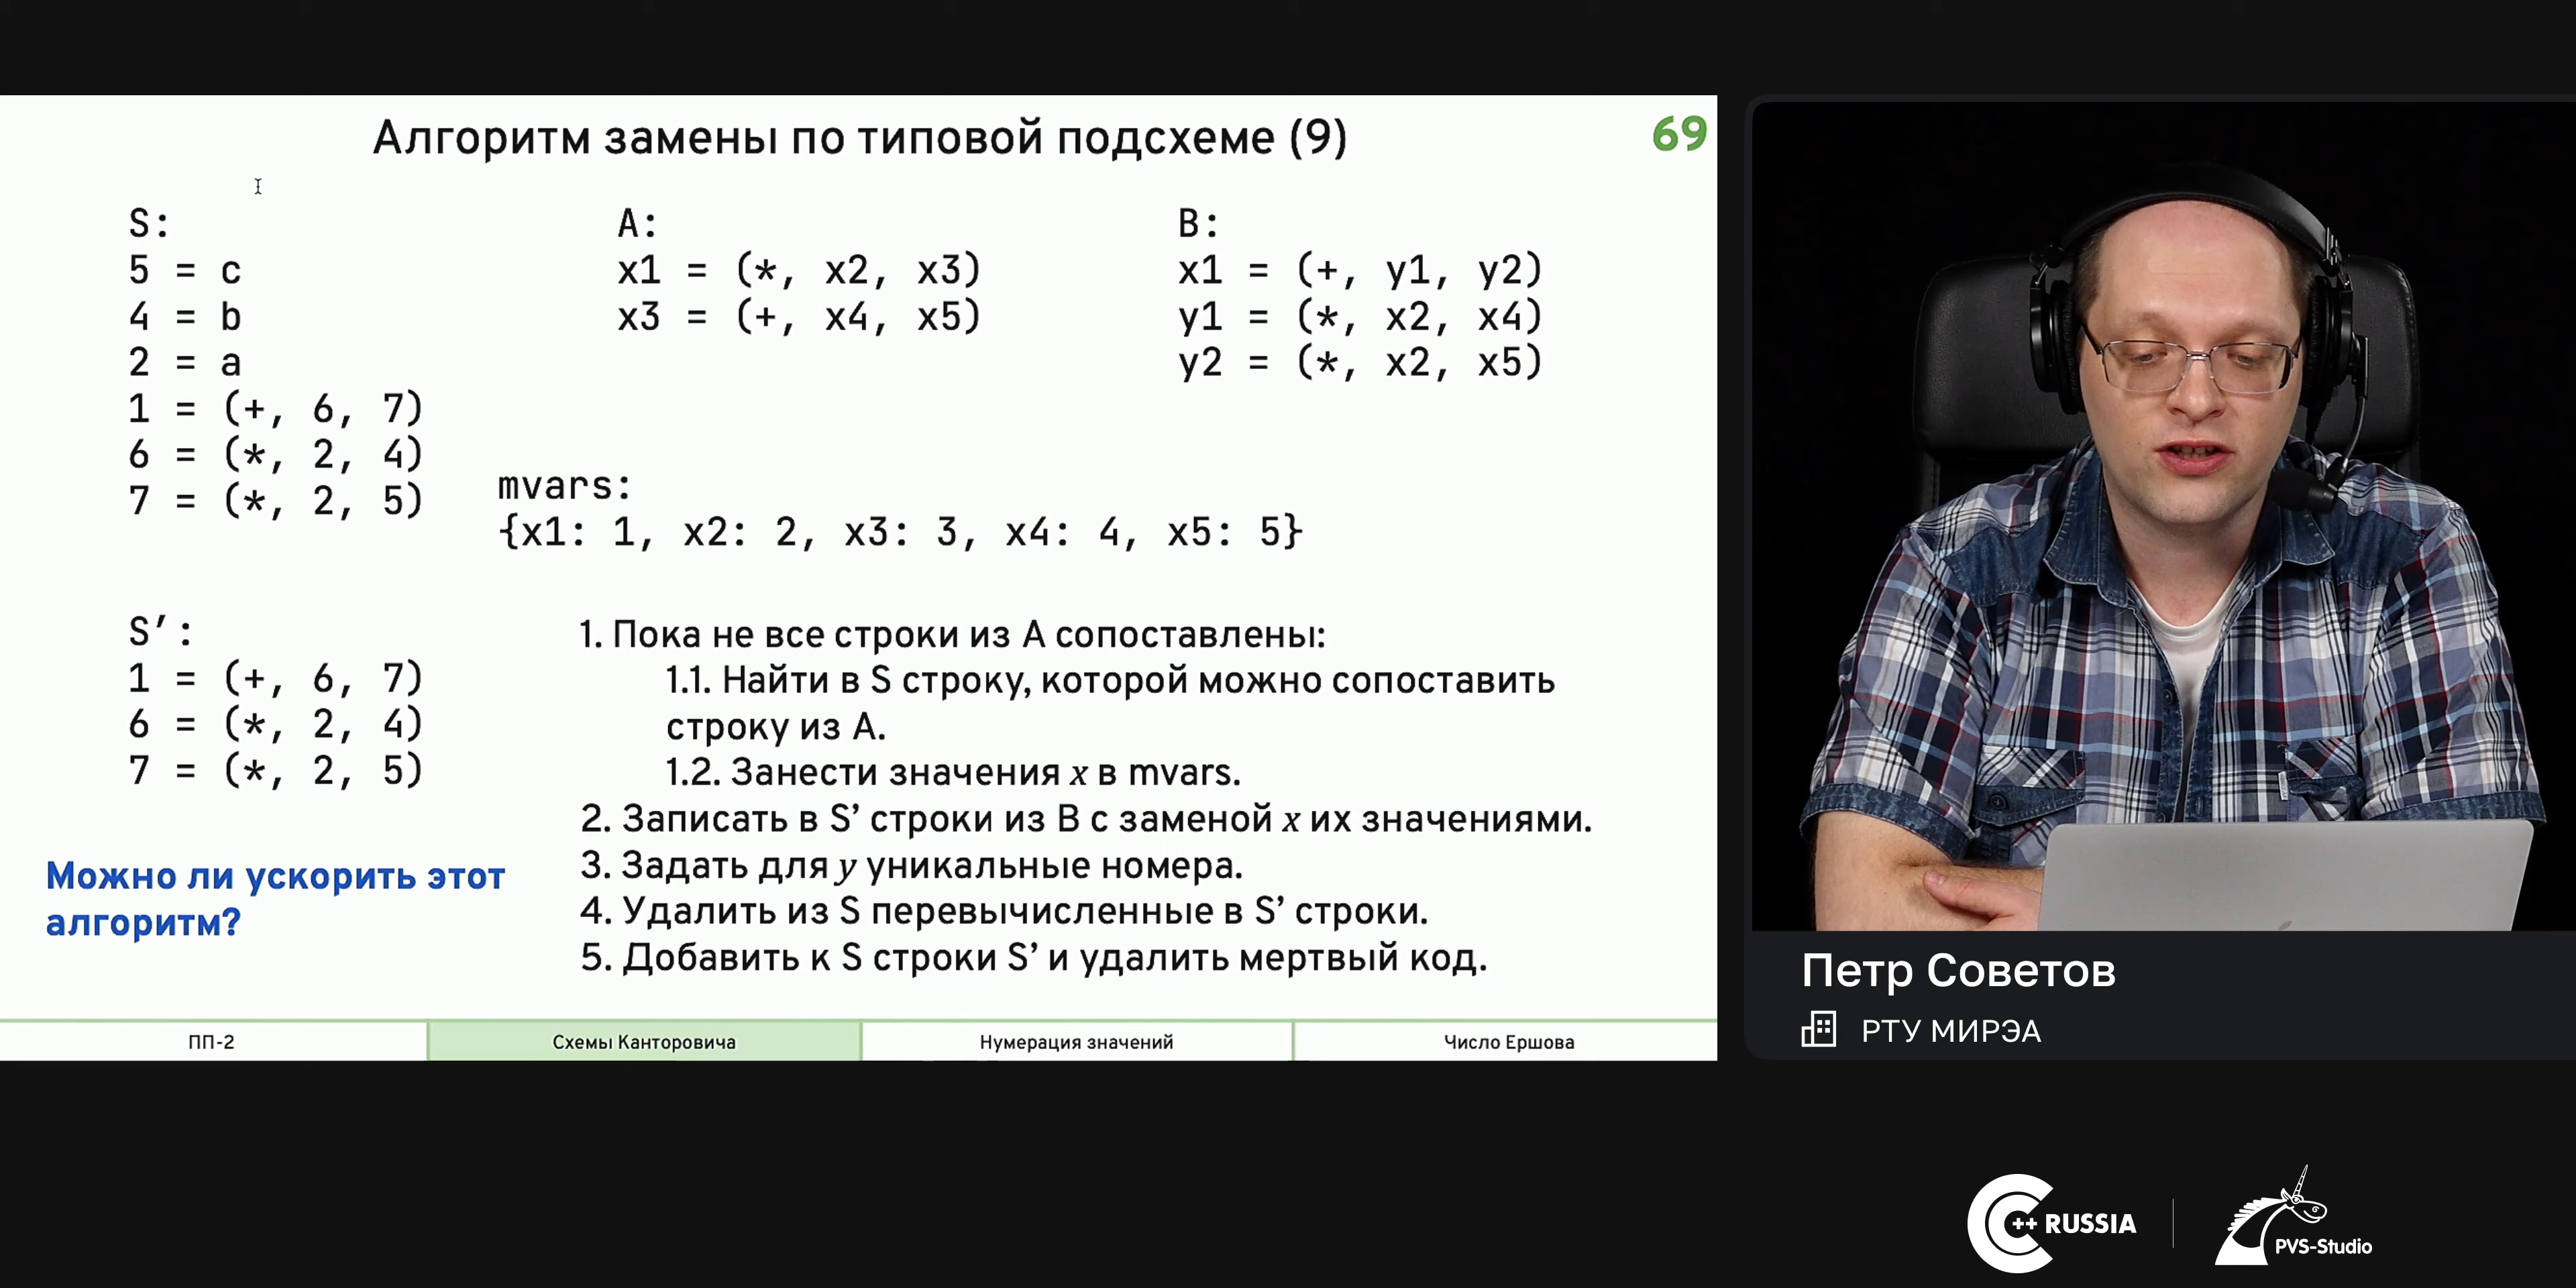 Алгоритм замены по типовой подсхеме (9)
69
S:
5 = c
4 = b
2 = a
1 = (+, 6, 7)
6 = (*, 2, 4)
7 = (*, 2, 5)
A:
x1 = (*, x2, x3)
x3 = (+, x4, x5)
B:
x1 = (+, y1, y2)
y1 = (*, x2, x4)
y2 = (*, x2, x5)
mvars:
{x1: 1, x2: 2, x3: 3, x4: 4, x5: 5}
S′:
1 = (+, 6, 7)
6 = (*, 2, 4)
7 = (*, 2, 5)
Можно ли ускорить этот
алгоритм?
1. Пока не все строки из A сопоставлены:
1.1. Найти в S строку, которой можно сопоставить
строку из A.
1.2. Занести значения x в mvars.
2. Записать в S’ строки из B с заменой x их значениями.
3. Задать для y уникальные номера.
4. Удалить из S перевычисленные в S’ строки.
5. Добавить к S строки S’ и удалить мертвый код.
ПП-2
Схемы Канторовича
Нумерация значений
Число Ершова
Петр Советов
РТУ МИРЭА
C++ RUSSIA
PVS-Studio